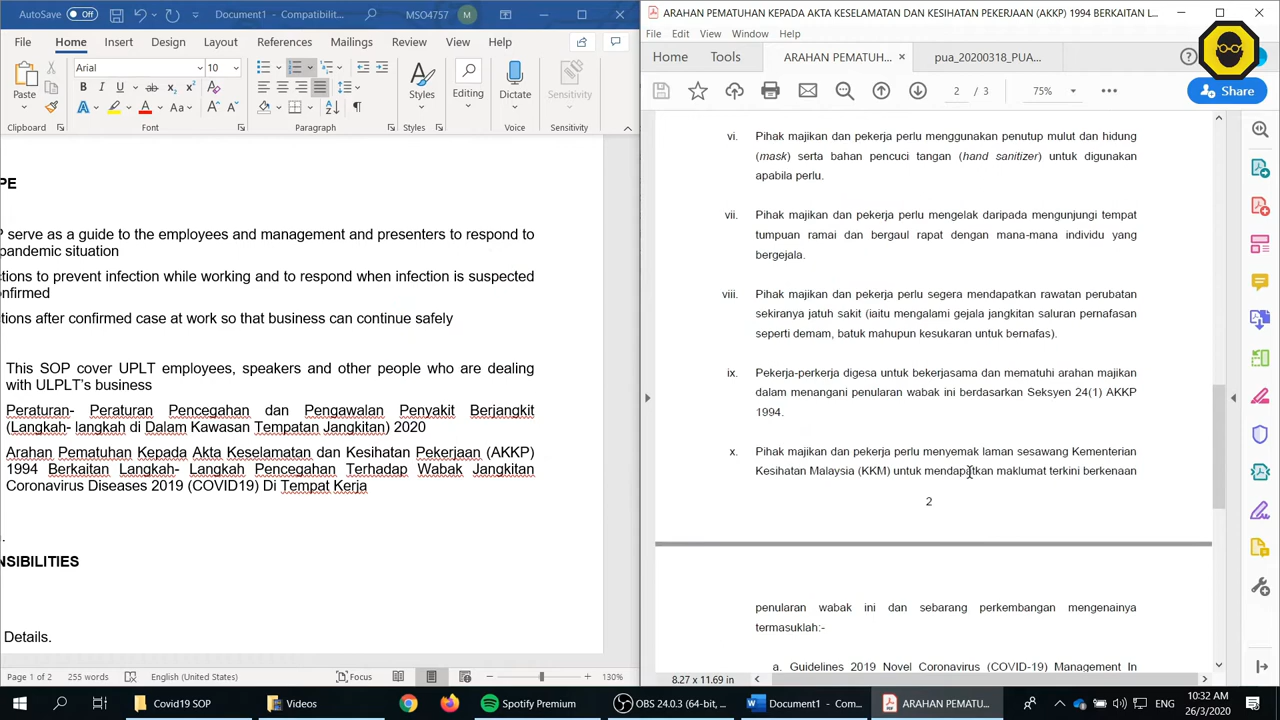 AutoSave Off Document1 - Compatibilit... MSO4757 M
File Home Insert Design Layout References Mailings Review View Help
Paste Arial 10 Styles Editing Dictate Sensitivity
Clipboard Font Paragraph Styles Voice Sensitivity
PE
P serve as a guide to the employees and management and presenters to respond to
pandemic situation
ctions to prevent infection while working and to respond when infection is suspected
onfirmed
tions after confirmed case at work so that business can continue safely
This SOP cover UPLT employees, speakers and other people who are dealing
with ULPLT's business
Peraturan- Peraturan Pencegahan dan Pengawalan Penyakit Berjangkit
(Langkah- langkah di Dalam Kawasan Tempatan Jangkitan) 2020
Arahan Pematuhan Kepada Akta Keselamatan dan Kesihatan Pekerjaan (AKKP)
1994 Berkaitan Langkah- Langkah Pencegahan Terhadap Wabak Jangkitan
Coronavirus Diseases 2019 (COVID19) Di Tempat Kerja
.
NSIBILITIES
Details.
Page 1 of 2 255 words English (United States) Focus 130%
ARAHAN PEMATUHAN KEPADA AKTA KESELAMATAN DAN KESIHATAN PEKERJAAN (AKKP) 1994 BERKAITAN L...
File Edit View Window Help
Home Tools ARAHAN PEMATUH... pua_20200318_PUA...
2 / 3 75% Share
vi. Pihak majikan dan pekerja perlu menggunakan penutup mulut dan hidung
(mask) serta bahan pencuci tangan (hand sanitizer) untuk digunakan
apabila perlu.
vii. Pihak majikan dan pekerja perlu mengelak daripada mengunjungi tempat
tumpuan ramai dan bergaul rapat dengan mana-mana individu yang
bergejala.
viii. Pihak majikan dan pekerja perlu segera mendapatkan rawatan perubatan
sekiranya jatuh sakit (iaitu mengalami gejala jangkitan saluran pernafasan
seperti demam, batuk mahupun kesukaran untuk bernafas).
ix. Pekerja-perkerja digesa untuk bekerjasama dan mematuhi arahan majikan
dalam menangani penularan wabak ini berdasarkan Seksyen 24(1) AKKP
1994.
x. Pihak majikan dan pekerja perlu menyemak laman sesawang Kementerian
Kesihatan Malaysia (KKM) untuk mendapatkan maklumat terkini berkenaan
2
penularan wabak ini dan sebarang perkembangan mengenainya
termasuklah:-
a. Guidelines 2019 Novel Coronavirus (COVID-19) Management In
8.27 x 11.69 in
Covid19 SOP Videos Spotify Premium OBS 24.0.3 (64-bit, ... Document1 - Com... ARAHAN PEMATU... ENG 10:32 AM
26/3/2020